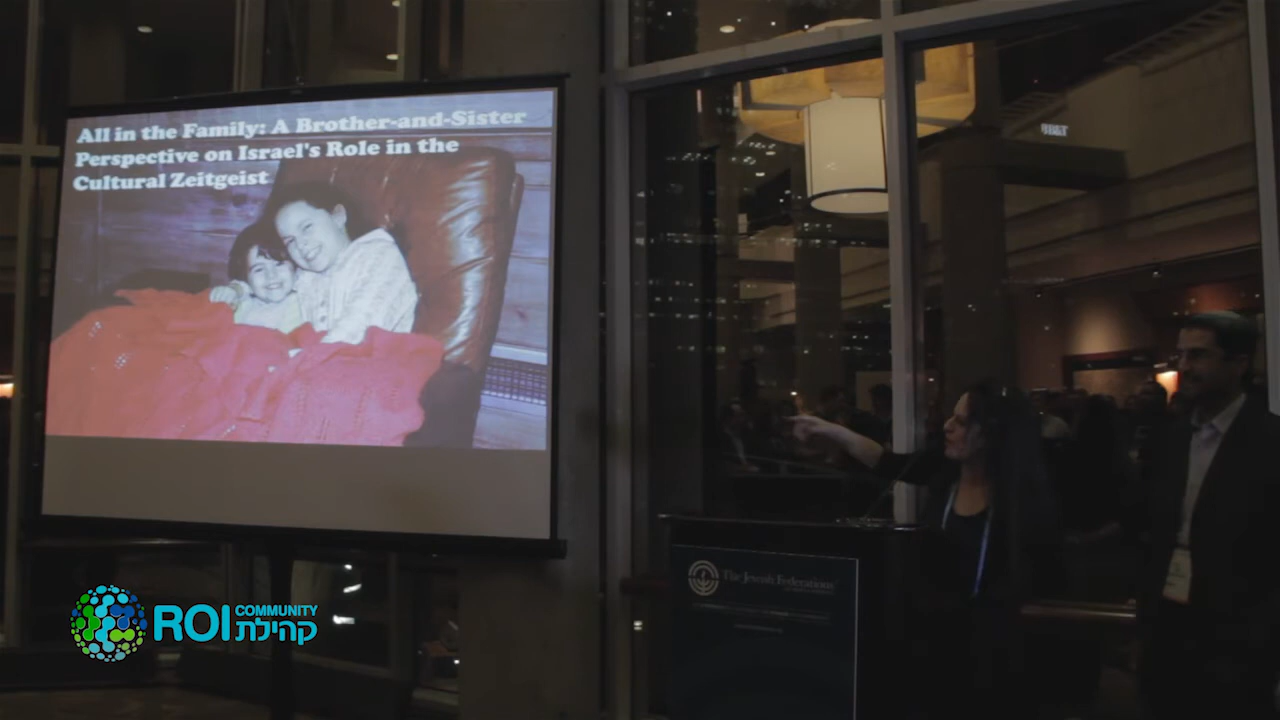 All in the Family: A Brother-and-Sister
Perspective on Israel's Role in the
Cultural Zeitgeist
The Jewish Federations
ROI COMMUNITY
קהילת